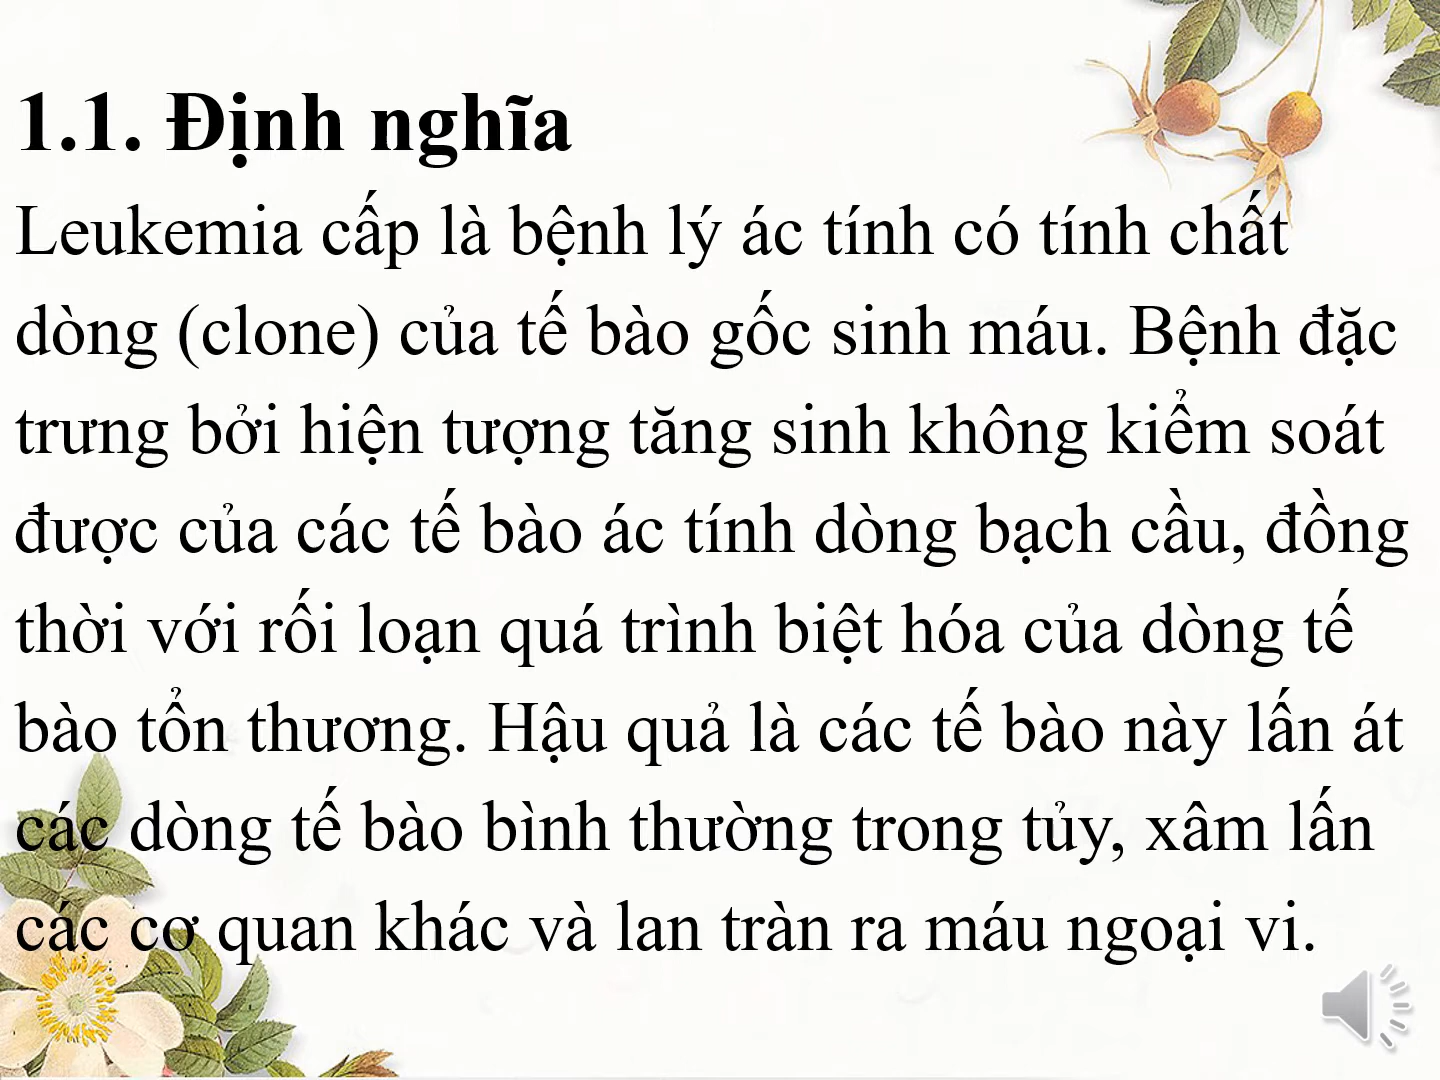 1.1. Định nghĩa
Leukemia cấp là bệnh lý ác tính có tính chất
dòng (clone) của tế bào gốc sinh máu. Bệnh đặc
trưng bởi hiện tượng tăng sinh không kiểm soát
được của các tế bào ác tính dòng bạch cầu, đồng
thời với rối loạn quá trình biệt hóa của dòng tế
bào tổn thương. Hậu quả là các tế bào này lấn át
các dòng tế bào bình thường trong tủy, xâm lấn
các cơ quan khác và lan tràn ra máu ngoại vi.